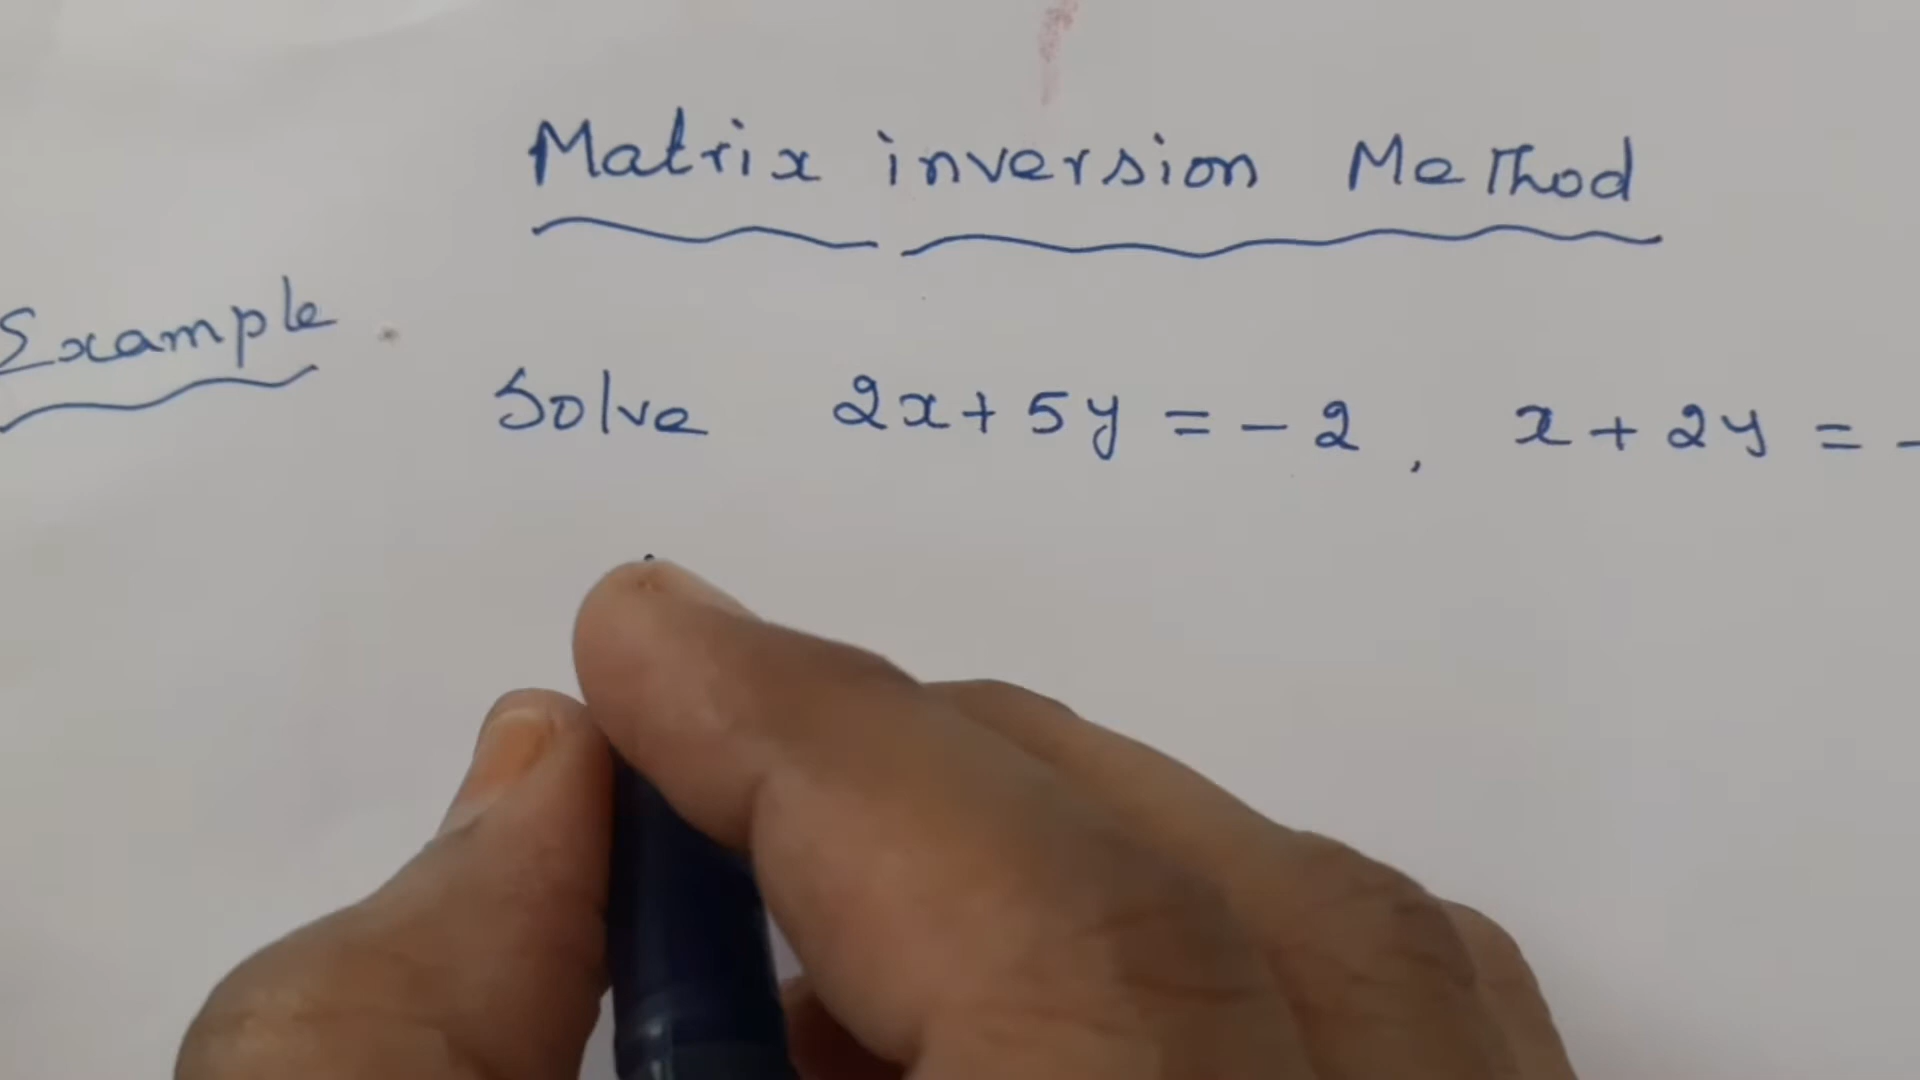 Matrix inversion Method
Example
Solve 2x + 5y = -2, x + 2y = -